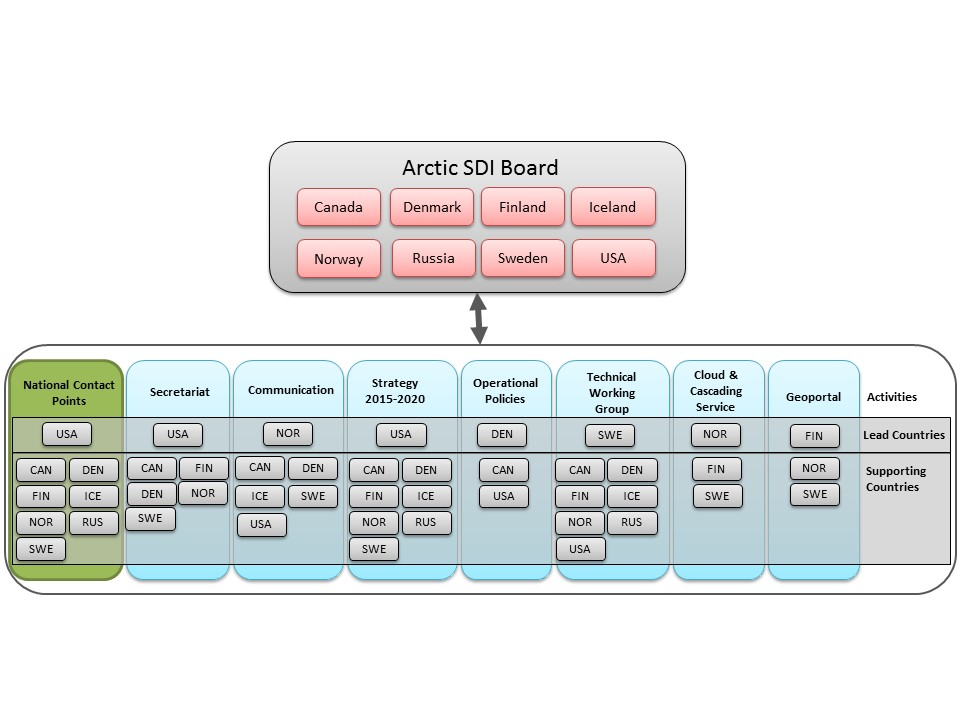 Arctic SDI Board
Canada Denmark Finland Iceland
Norway Russia Sweden USA
National Contact
Points
Secretariat
Communication
Strategy
2015-2020
Operational
Policies
Technical
Working
Group
Cloud &
Cascading
Service
Geoportal
Activities
USA USA NOR USA DEN SWE NOR FIN Lead Countries
CAN DEN CAN FIN CAN DEN CAN DEN CAN CAN DEN FIN NOR Supporting
Countries
FIN ICE DEN NOR ICE SWE FIN ICE USA FIN ICE SWE SWE
NOR RUS SWE USA NOR RUS NOR RUS
SWE SWE USA